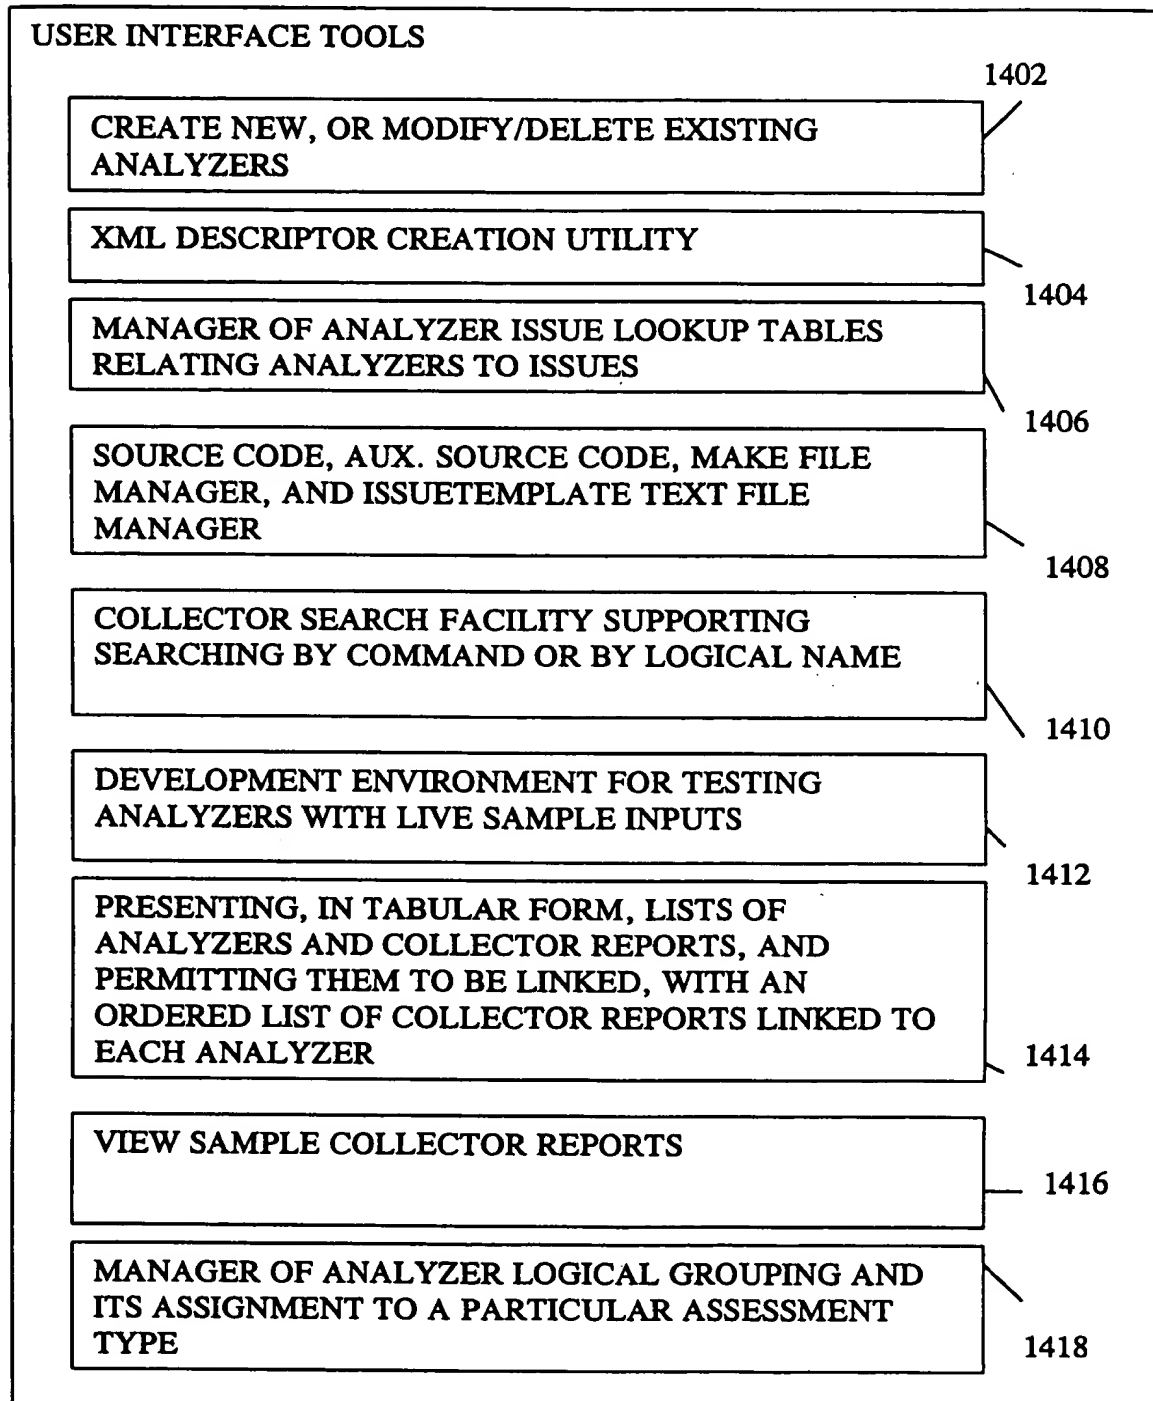 USER INTERFACE TOOLS
1402
CREATE NEW, OR MODIFY/DELETE EXISTING
ANALYZERS
XML DESCRIPTOR CREATION UTILITY
1404
MANAGER OF ANALYZER ISSUE LOOKUP TABLES
RELATING ANALYZERS TO ISSUES
1406
SOURCE CODE, AUX. SOURCE CODE, MAKE FILE
MANAGER, AND ISSUETEMPLATE TEXT FILE
MANAGER
1408
COLLECTOR SEARCH FACILITY SUPPORTING
SEARCHING BY COMMAND OR BY LOGICAL NAME
1410
DEVELOPMENT ENVIRONMENT FOR TESTING
ANALYZERS WITH LIVE SAMPLE INPUTS
1412
PRESENTING, IN TABULAR FORM, LISTS OF
ANALYZERS AND COLLECTOR REPORTS, AND
PERMITTING THEM TO BE LINKED, WITH AN
ORDERED LIST OF COLLECTOR REPORTS LINKED TO
EACH ANALYZER
1414
VIEW SAMPLE COLLECTOR REPORTS
1416
MANAGER OF ANALYZER LOGICAL GROUPING AND
ITS ASSIGNMENT TO A PARTICULAR ASSESSMENT
TYPE
1418